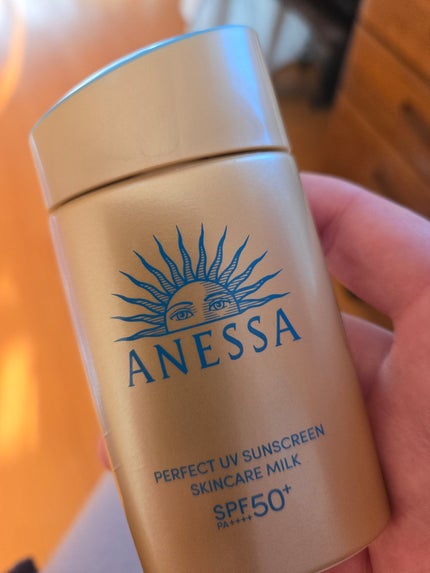 ANESSA
PERFECT UV SUNSCREEN
SKINCARE MILK
SPF50+
PA++++